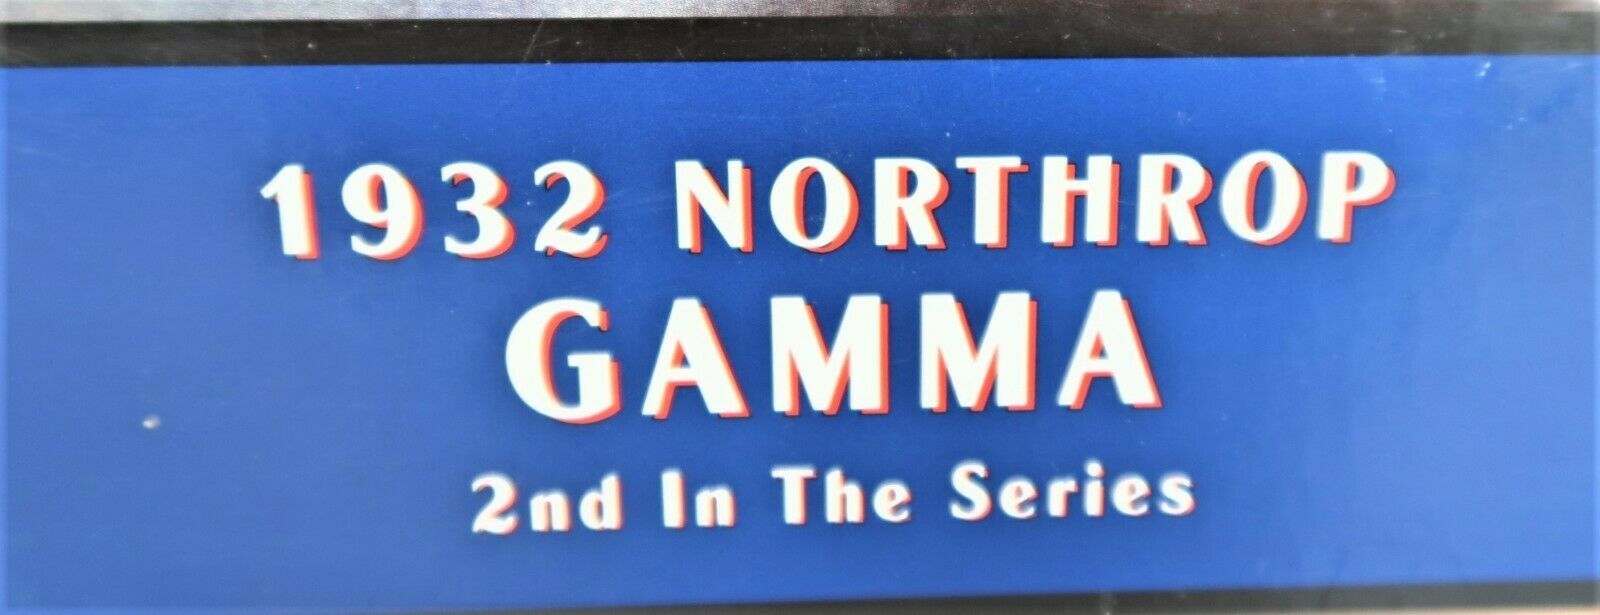 1932 NORTHROP
GAMMA
2nd In The Series